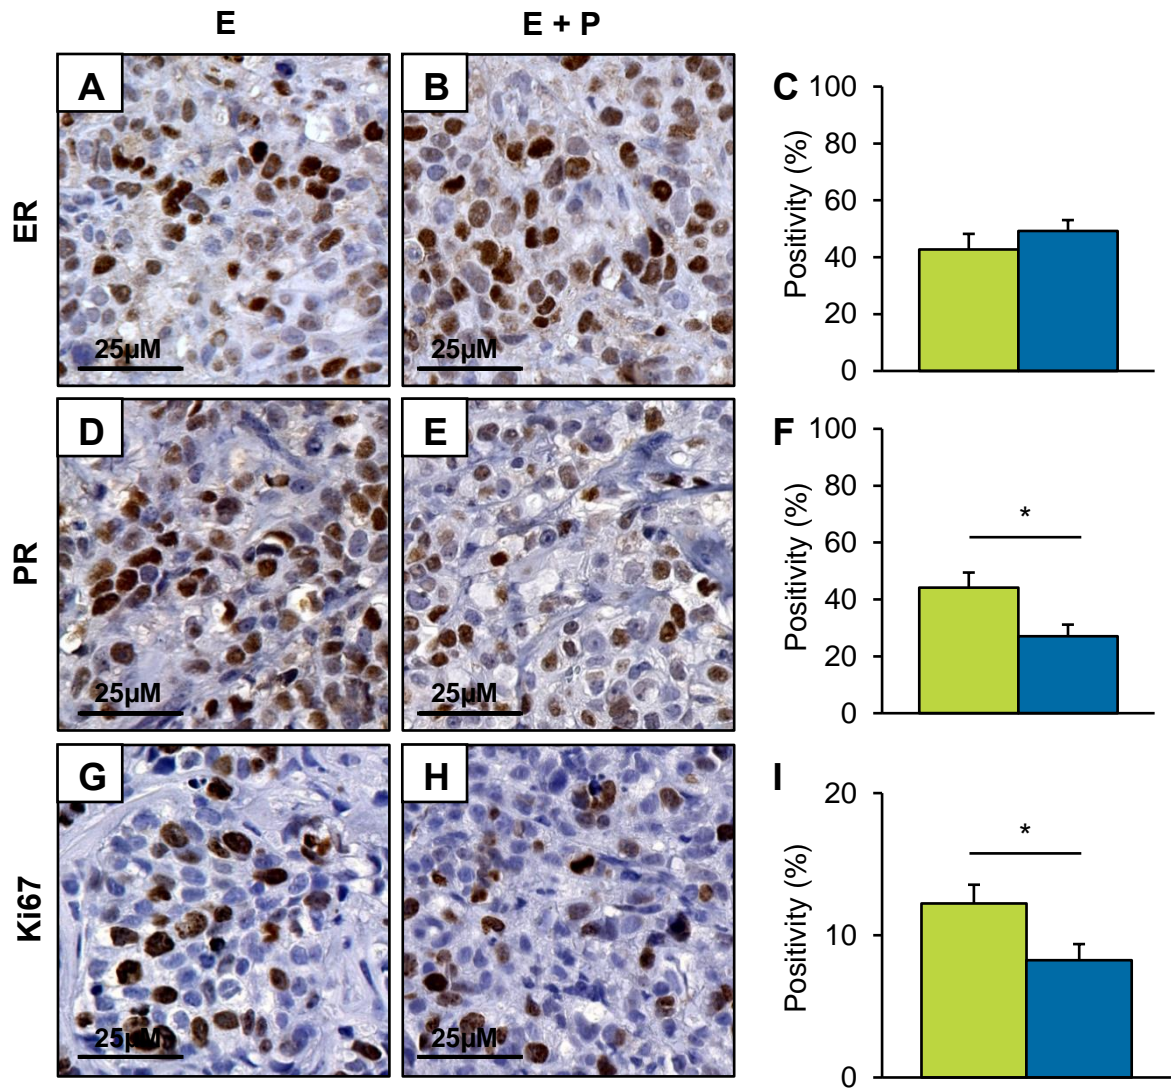 E
E + P
ER
A
25µM
B
25µM
C
Positivity (%)
100
80
60
40
20
0
PR
D
25µM
E
25µM
F
Positivity (%)
100
80
60
40
20
0
*
Ki67
G
25µM
H
25µM
I
Positivity (%)
20
10
0
*